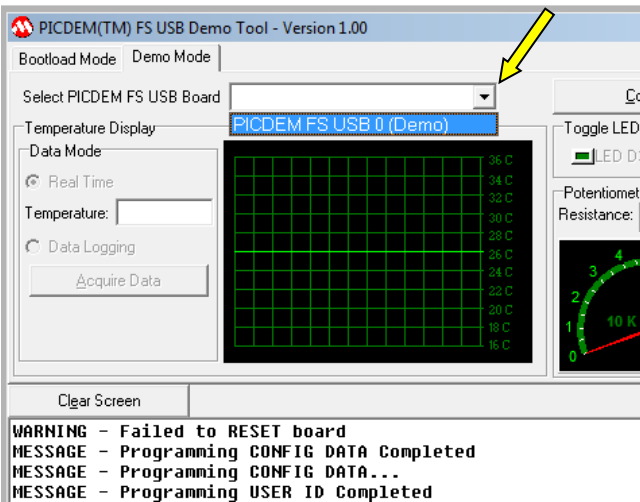 PICDEM(TM) FS USB Demo Tool - Version 1.00
Bootload Mode Demo Mode
Select PICDEM FS USB Board
PICDEM FS USB 0 (Demo)
Temperature Display
Toggle LED
Data Mode
LED D
Real Time
Temperature:
Resistance:
Data Logging
Acquire Data
36 C
34 C
32 C
30 C
28 C
26 C
24 C
22 C
20 C
18 C
16 C
4
3
2
1
0
10 K
Clear Screen
WARNING - Failed to RESET board
MESSAGE - Programming CONFIG DATA Completed
MESSAGE - Programming CONFIG DATA...
MESSAGE - Programming USER ID Completed